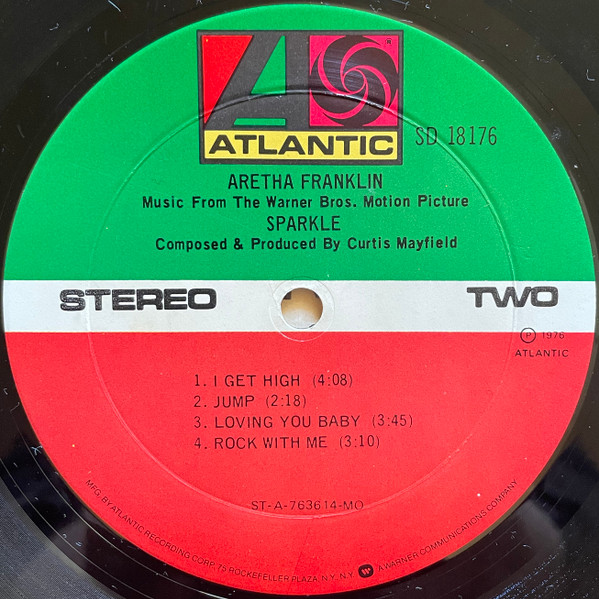 ATLANTIC
®
SD 18176
ARETHA FRANKLIN
Music From The Warner Bros. Motion Picture
SPARKLE
Composed & Produced By Curtis Mayfield
STEREO
TWO
℗ 1976
ATLANTIC
1. I GET HIGH (4:08)
2. JUMP (2:18)
3. LOVING YOU BABY (3:45)
4. ROCK WITH ME (3:10)
ST-A-763614-MO
MFG. BY ATLANTIC RECORDING CORP. 75 ROCKEFELLER PLAZA, N.Y. N.Y. A WARNER COMMUNICATIONS COMPANY